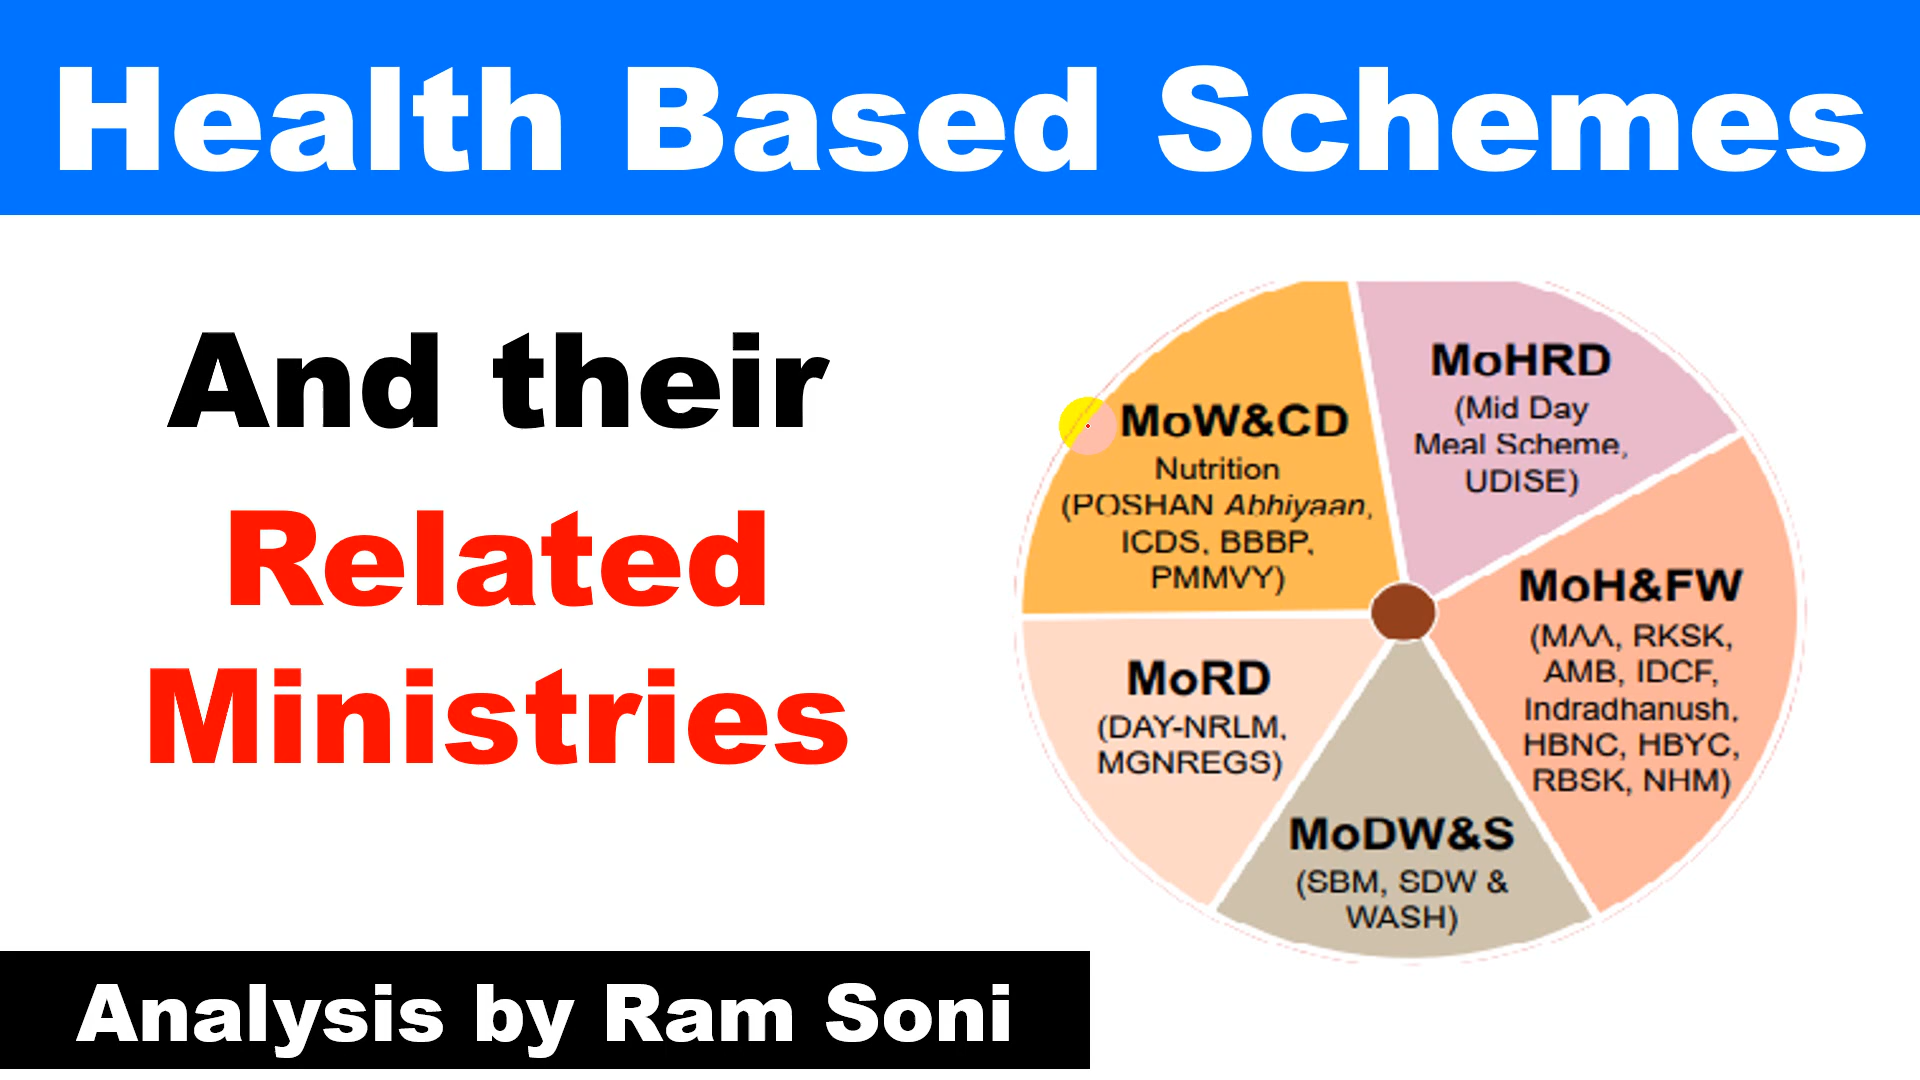 Health Based Schemes
And their
Related
Ministries
MoW&CD
Nutrition
(POSHAN Abhiyaan,
ICDS, BBBP,
PMMVY)
MoHRD
(Mid Day
Meal Scheme,
UDISE)
MoH&FW
(MAA, RKSK,
AMB, IDCF,
Indradhanush,
HBNC, HBYC,
RBSK, NHM)
MoRD
(DAY-NRLM,
MGNREGS)
MoDW&S
(SBM, SDW &
WASH)
Analysis by Ram Soni